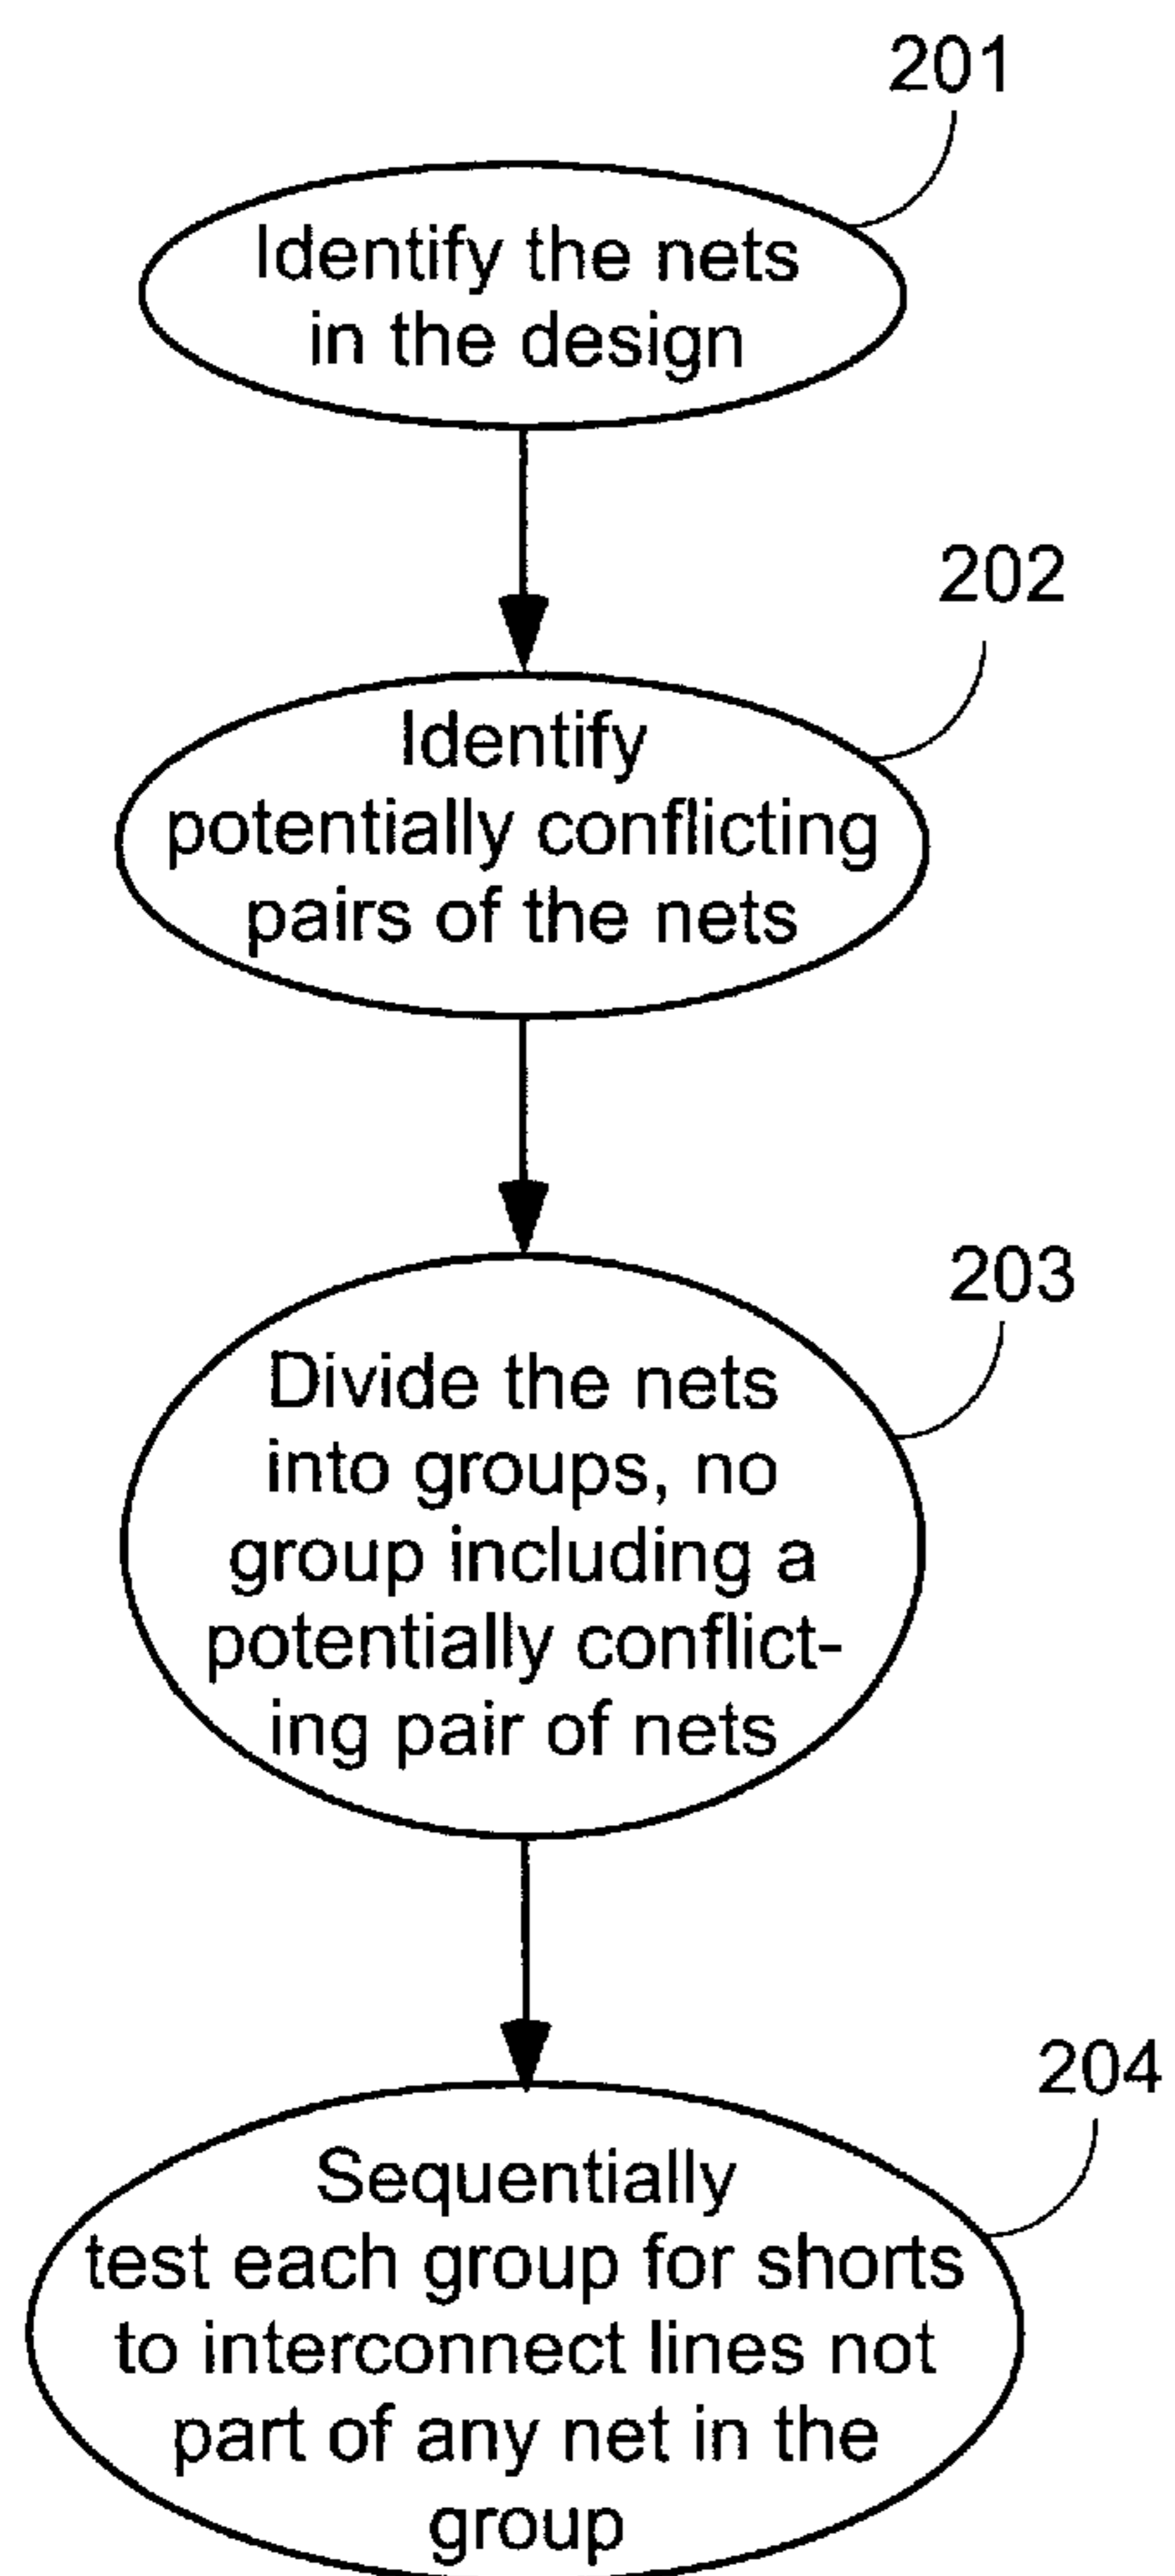 201
Identify the nets
in the design
202
Identify
potentially conflicting
pairs of the nets
203
Divide the nets
into groups, no
group including a
potentially conflict-
ing pair of nets
204
Sequentially
test each group for shorts
to interconnect lines not
part of any net in the
group